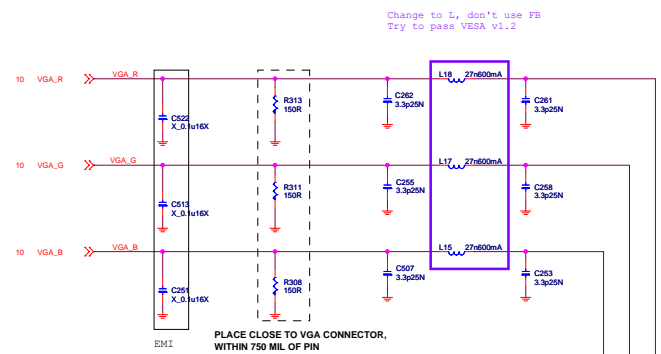 Change to L, don't use FB
Try to pass VESA v1.2
10 VGA_R VGA_R
L18 27n600mA
C522
X_0.1u16X
R313
150R
C262
3.3p25N
C261
3.3p25N
10 VGA_G VGA_G
L17 27n600mA
C513
X_0.1u16X
R311
150R
C255
3.3p25N
C258
3.3p25N
10 VGA_B VGA_B
L15 27n600mA
C251
X_0.1u16X
R308
150R
C507
3.3p25N
C253
3.3p25N
EMI
PLACE CLOSE TO VGA CONNECTOR,
WITHIN 750 MIL OF PIN